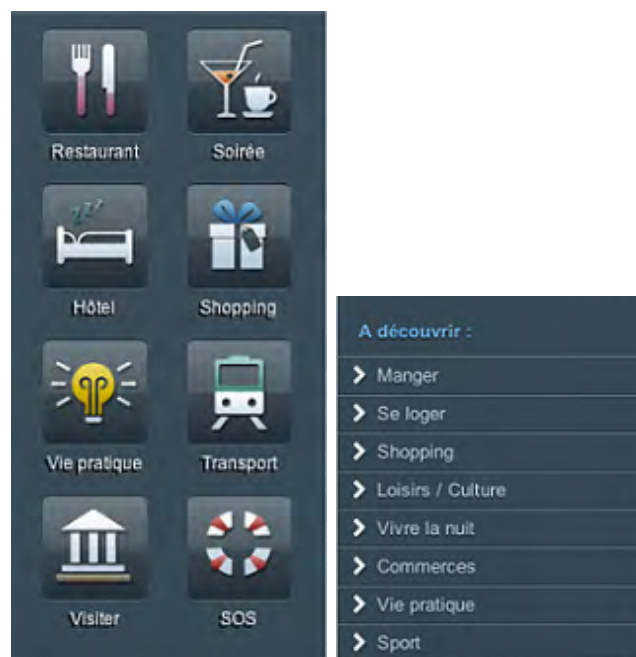 Restaurant Soirée
zzz
Hôtel Shopping
Vie pratique Transport
Visiter SOS
A découvrir :
Manger
Se loger
Shopping
Loisirs / Culture
Vivre la nuit
Commerces
Vie pratique
Sport